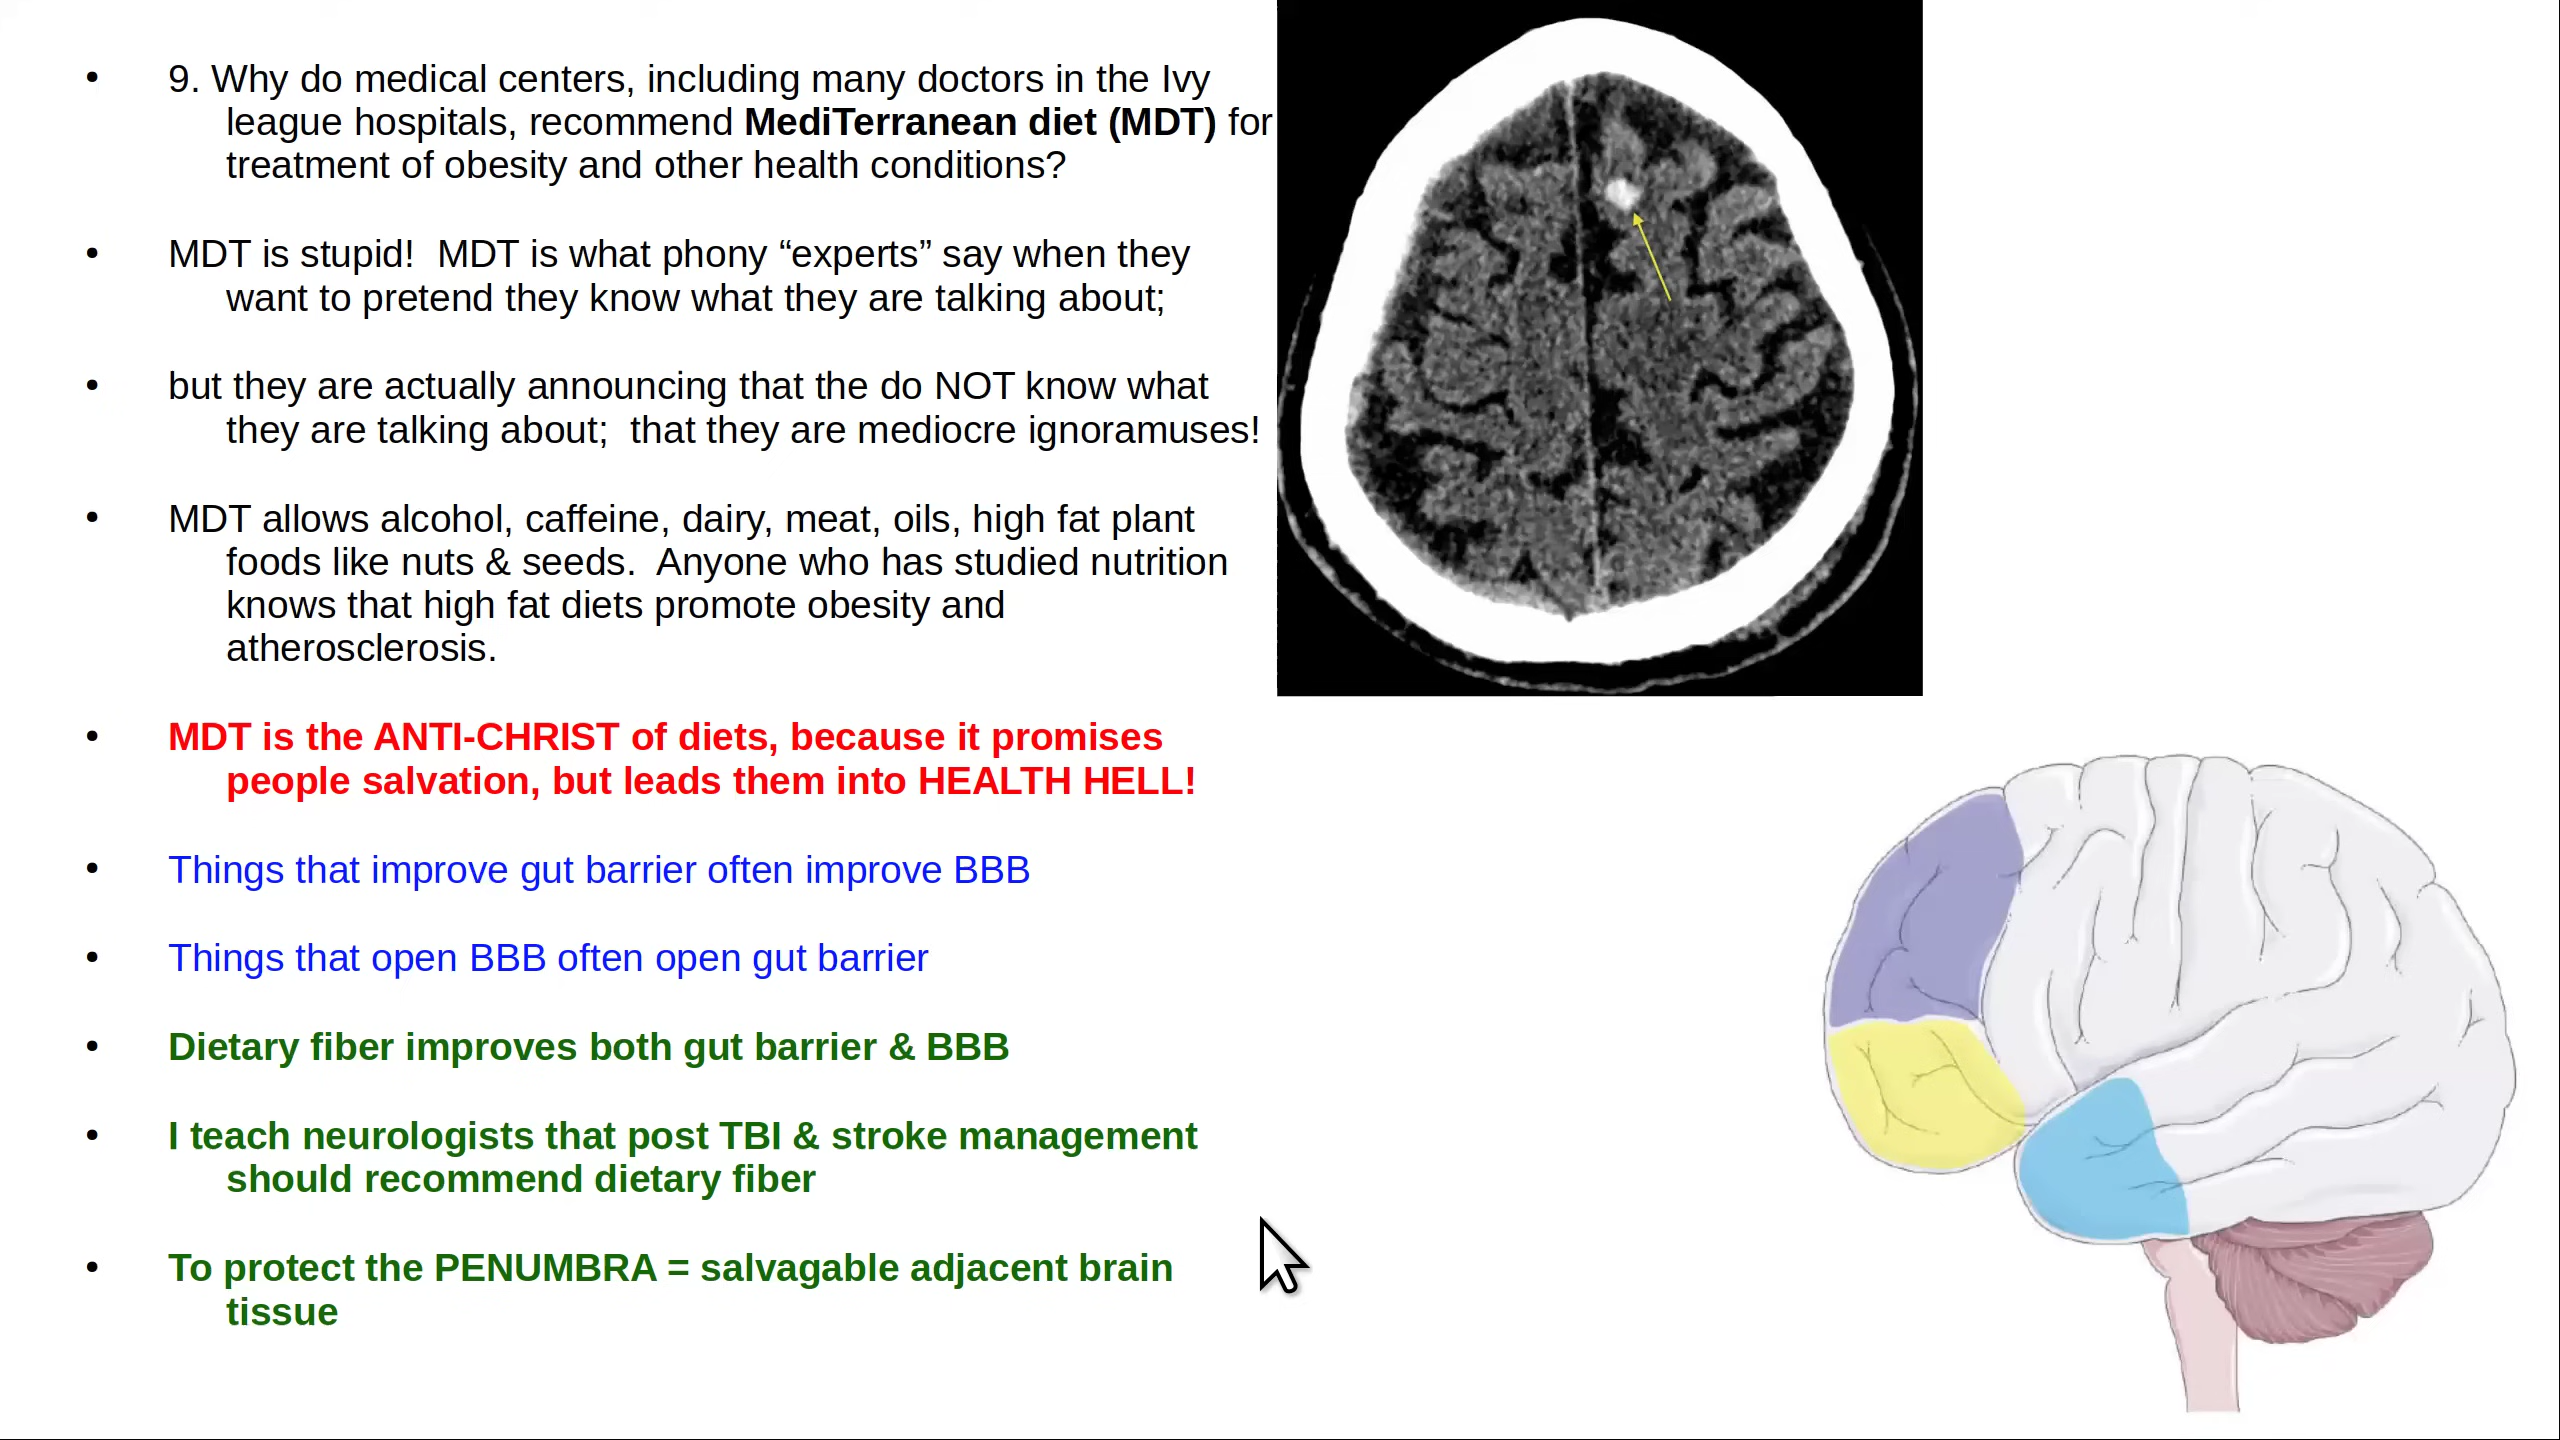 • 9. Why do medical centers, including many doctors in the Ivy
league hospitals, recommend MediTerranean diet (MDT) for
treatment of obesity and other health conditions?
• MDT is stupid!  MDT is what phony “experts” say when they
want to pretend they know what they are talking about;
• but they are actually announcing that the do NOT know what
they are talking about;  that they are mediocre ignoramuses!
• MDT allows alcohol, caffeine, dairy, meat, oils, high fat plant
foods like nuts & seeds.  Anyone who has studied nutrition
knows that high fat diets promote obesity and
atherosclerosis.
• MDT is the ANTI-CHRIST of diets, because it promises
people salvation, but leads them into HEALTH HELL!
• Things that improve gut barrier often improve BBB
• Things that open BBB often open gut barrier
• Dietary fiber improves both gut barrier & BBB
• I teach neurologists that post TBI & stroke management
should recommend dietary fiber
• To protect the PENUMBRA = salvagable adjacent brain
tissue